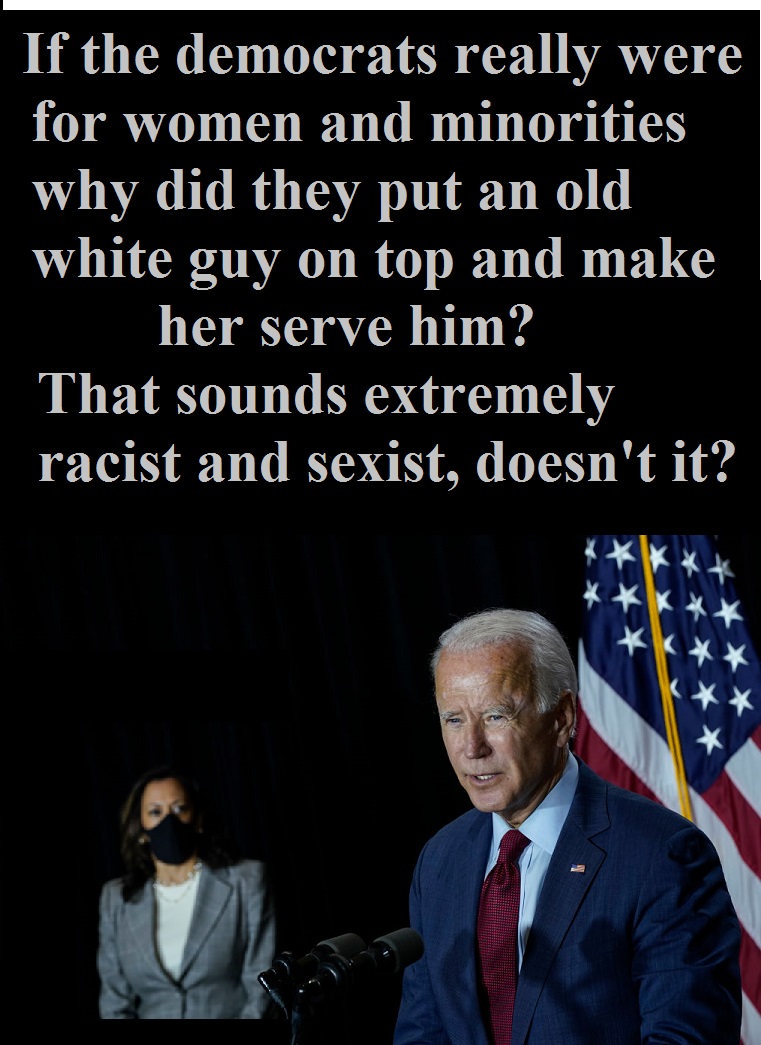 If the democrats really were
for women and minorities
why did they put an old
white guy on top and make
her serve him?
That sounds extremely
racist and sexist, doesn't it?